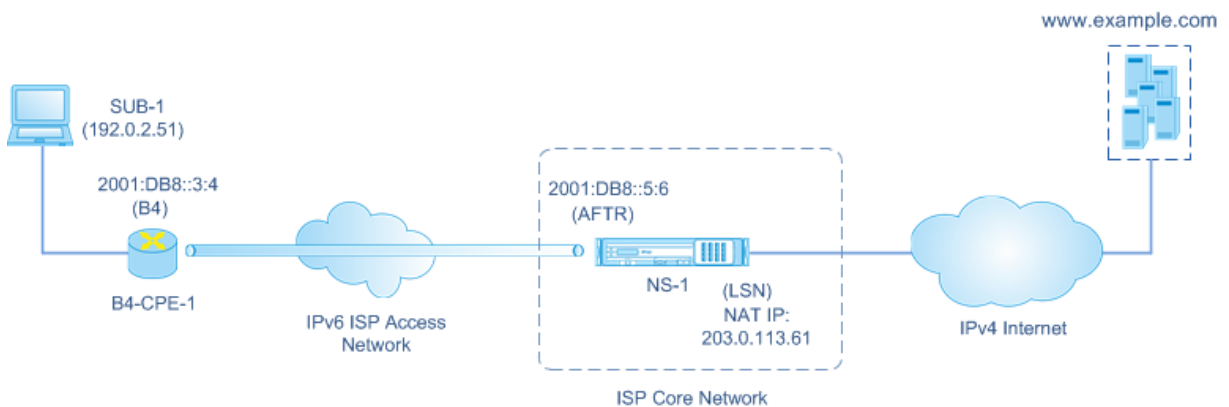 www.example.com
SUB-1
(192.0.2.51)
2001:DB8::3:4
(B4)
B4-CPE-1
IPv6 ISP Access
Network
2001:DB8::5:6
(AFTR)
NS-1
(LSN)
NAT IP:
203.0.113.61
ISP Core Network
IPv4 Internet